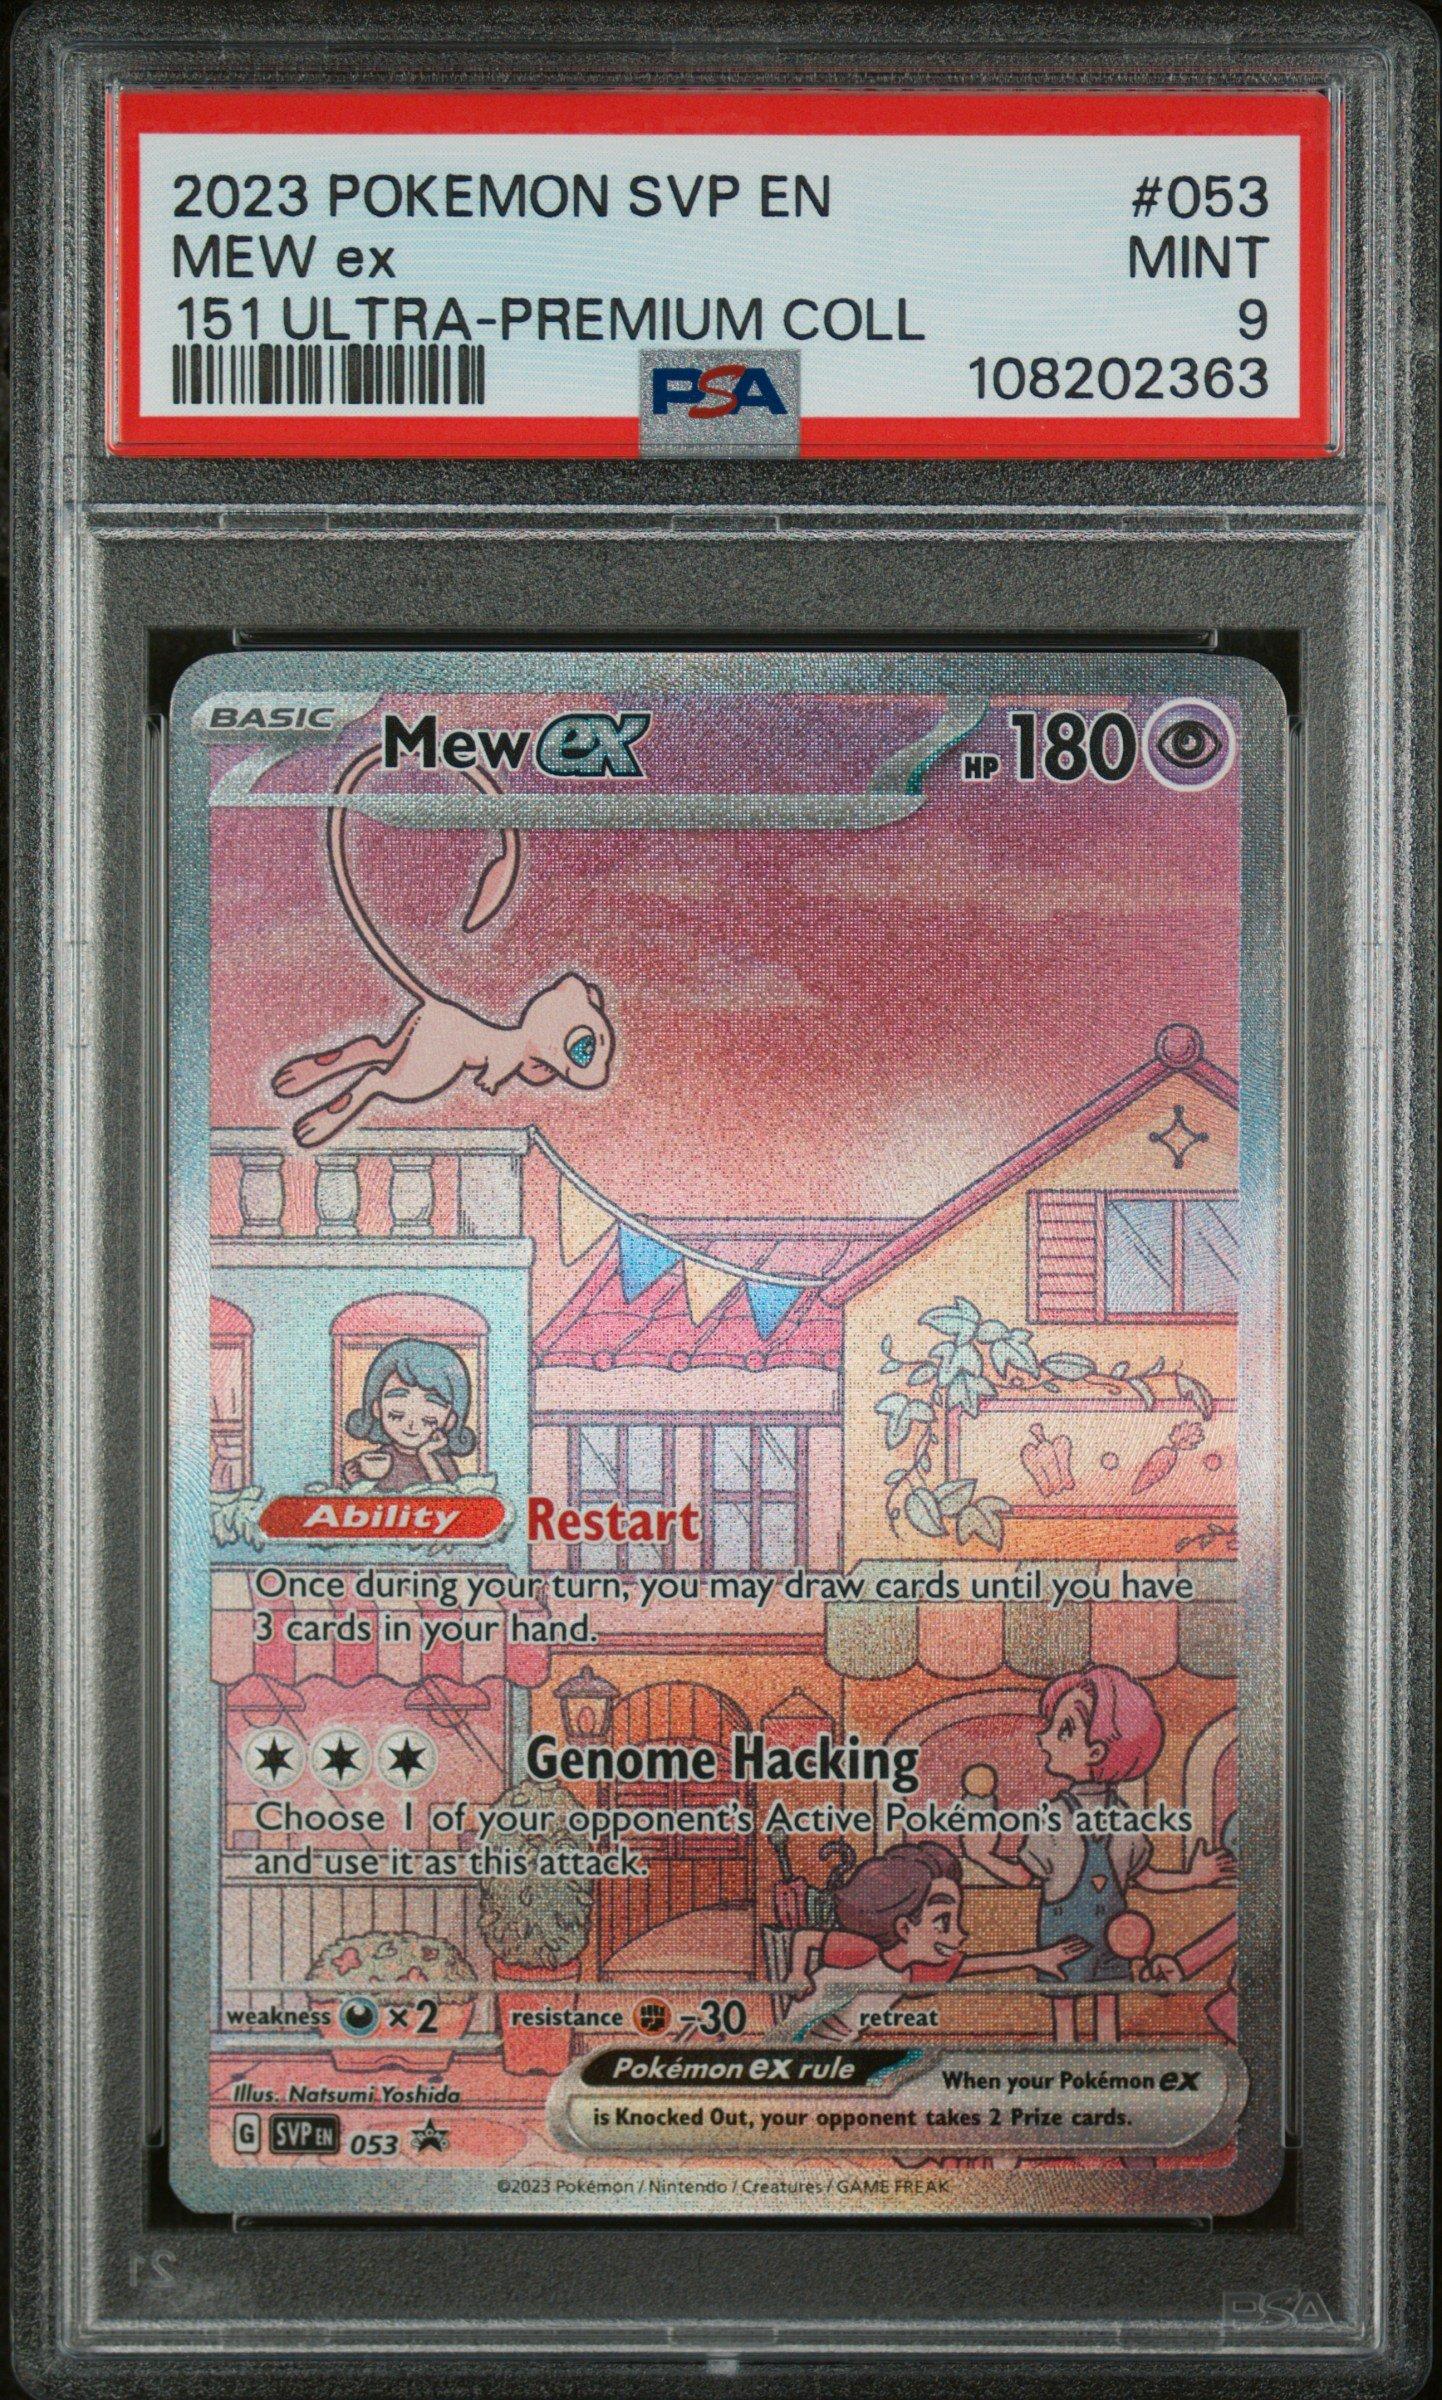 2023 POKEMON SVP EN #053
MEW ex MINT
151 ULTRA-PREMIUM COLL 9
PSA 108202363
BASIC Mew ex HP 180
Ability Restart
Once during your turn, you may draw cards until you have
3 cards in your hand.
Genome Hacking
Choose 1 of your opponent's Active Pokémon's attacks
and use it as this attack.
weakness ×2 resistance -30 retreat
Pokémon ex rule When your Pokémon ex
is Knocked Out, your opponent takes 2 Prize cards.
Illus. Natsumi Yoshida
G SVP EN 053
©2023 Pokémon / Nintendo / Creatures / GAME FREAK
21
PSA